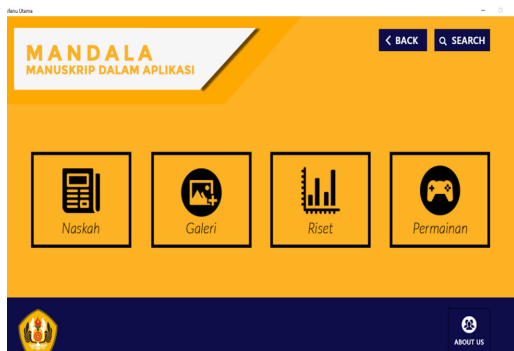 Menu Utama
MANDALA
MANUSKRIP DALAM APLIKASI
BACK
SEARCH
Naskah
Galeri
Riset
Permainan
ABOUT US